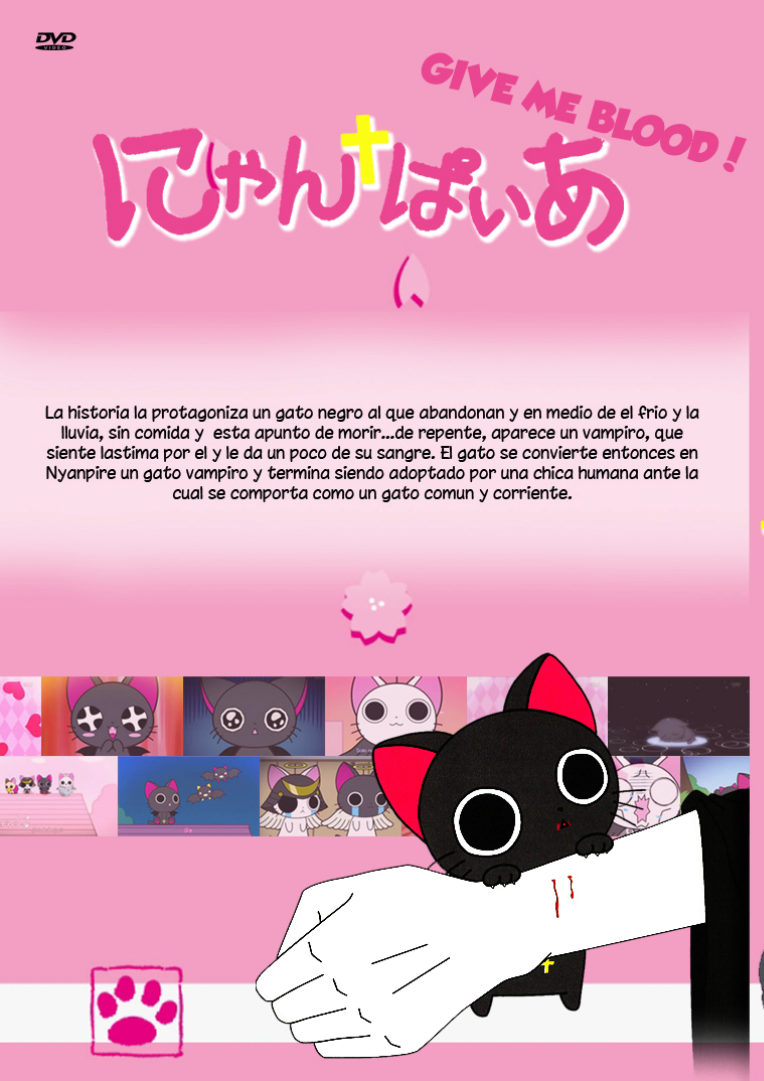 DVD
VIDEO
GIVE ME BLOOD!
にゃんぱいあ
La historia la protagoniza un gato negro al que abandonan y en medio de el frio y la
lluvia, sin comida y esta apunto de morir...de repente, aparece un vampiro, que
siente lastima por el y le da un poco de su sangre. El gato se convierte entonces en
Nyanpire un gato vampiro y termina siendo adoptado por una chica humana ante la
cual se comporta como un gato comun y corriente.